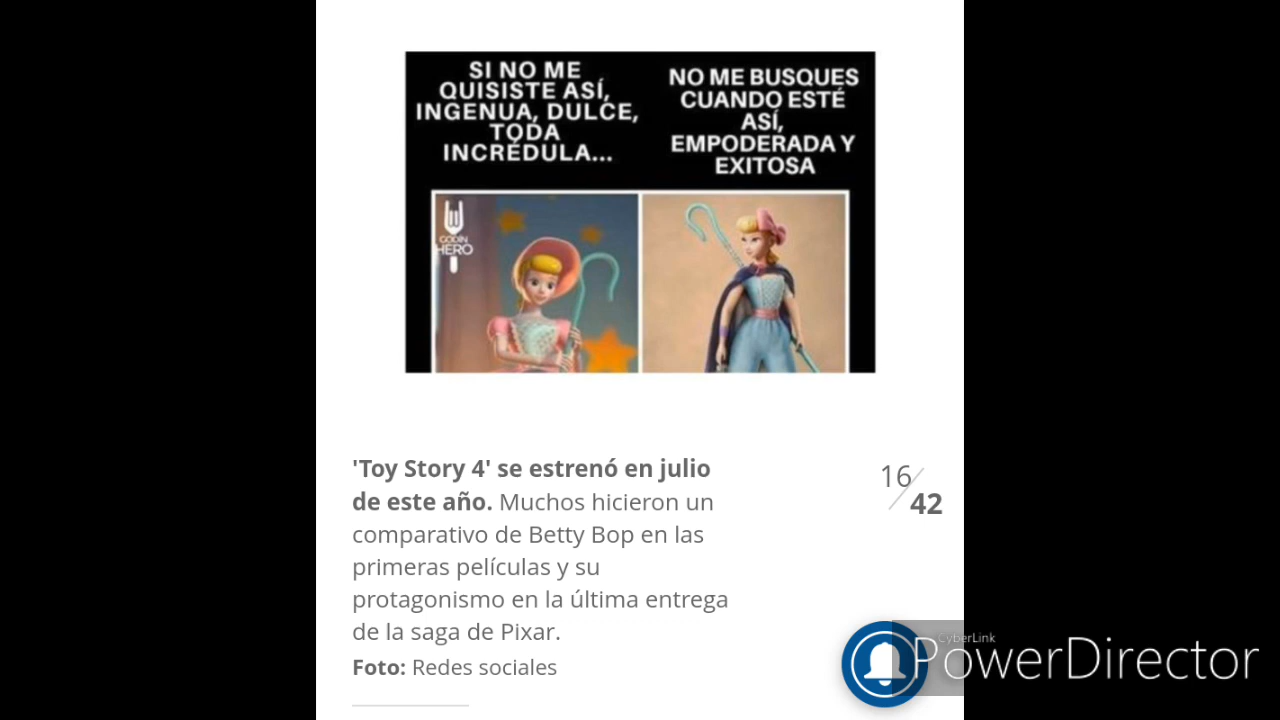 SI NO ME
QUISISTE ASÍ,
INGENUA, DULCE,
TODA
INCRÉDULA...
NO ME BUSQUES
CUANDO ESTÉ
ASÍ,
EMPODERADA Y
EXITOSA
GODÍN
HERO
'Toy Story 4' se estrenó en julio
de este año. Muchos hicieron un
comparativo de Betty Bop en las
primeras películas y su
protagonismo en la última entrega
de la saga de Pixar.
Foto: Redes sociales
16/42
CyberLink
PowerDirector